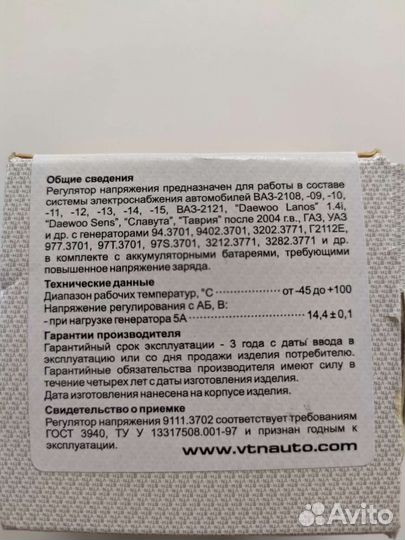 Общие сведения
Регулятор напряжения предназначен для работы в составе
системы электроснабжения автомобилей ВАЗ-2108, -09, -10,
-11, -12, -13, -14, -15, ВАЗ-2121, "Daewoo Lanos" 1.4i,
"Daewoo Sens", "Славута", "Таврия" после 2004 г.в., ГАЗ, УАЗ
и др. с генераторами 94.3701, 9402.3701, 3202.3771, Г2112Е,
977.3701, 97Т.3701, 97S.3701, 3212.3771, 3282.3771 и др.
в комплекте с аккумуляторными батареями, требующими
повышенное напряжение заряда.
Технические данные
Диапазон рабочих температур, °С от -45 до +100
Напряжение регулирования с АБ, В:
- при нагрузке генератора 5А 14,4 ± 0,1
Гарантии производителя
Гарантийный срок эксплуатации - 3 года с даты ввода в
эксплуатацию или со дня продажи изделия потребителю.
Гарантийные обязательства производителя имеют силу в
течение четырех лет с даты изготовления изделия.
Дата изготовления нанесена на корпусе изделия.
Свидетельство о приемке
Регулятор напряжения 9111.3702 соответствует требованиям
ГОСТ 3940, ТУ У 13317508.001-97 и признан годным к
эксплуатации.
www.vtnauto.com
Avito